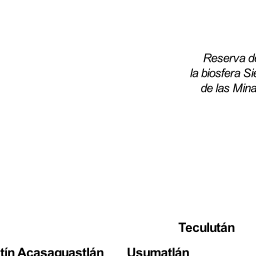 Reserva de
la biosfera Sie
de las Mina
Teculután
tín Acasaguastlán
Usumatlán